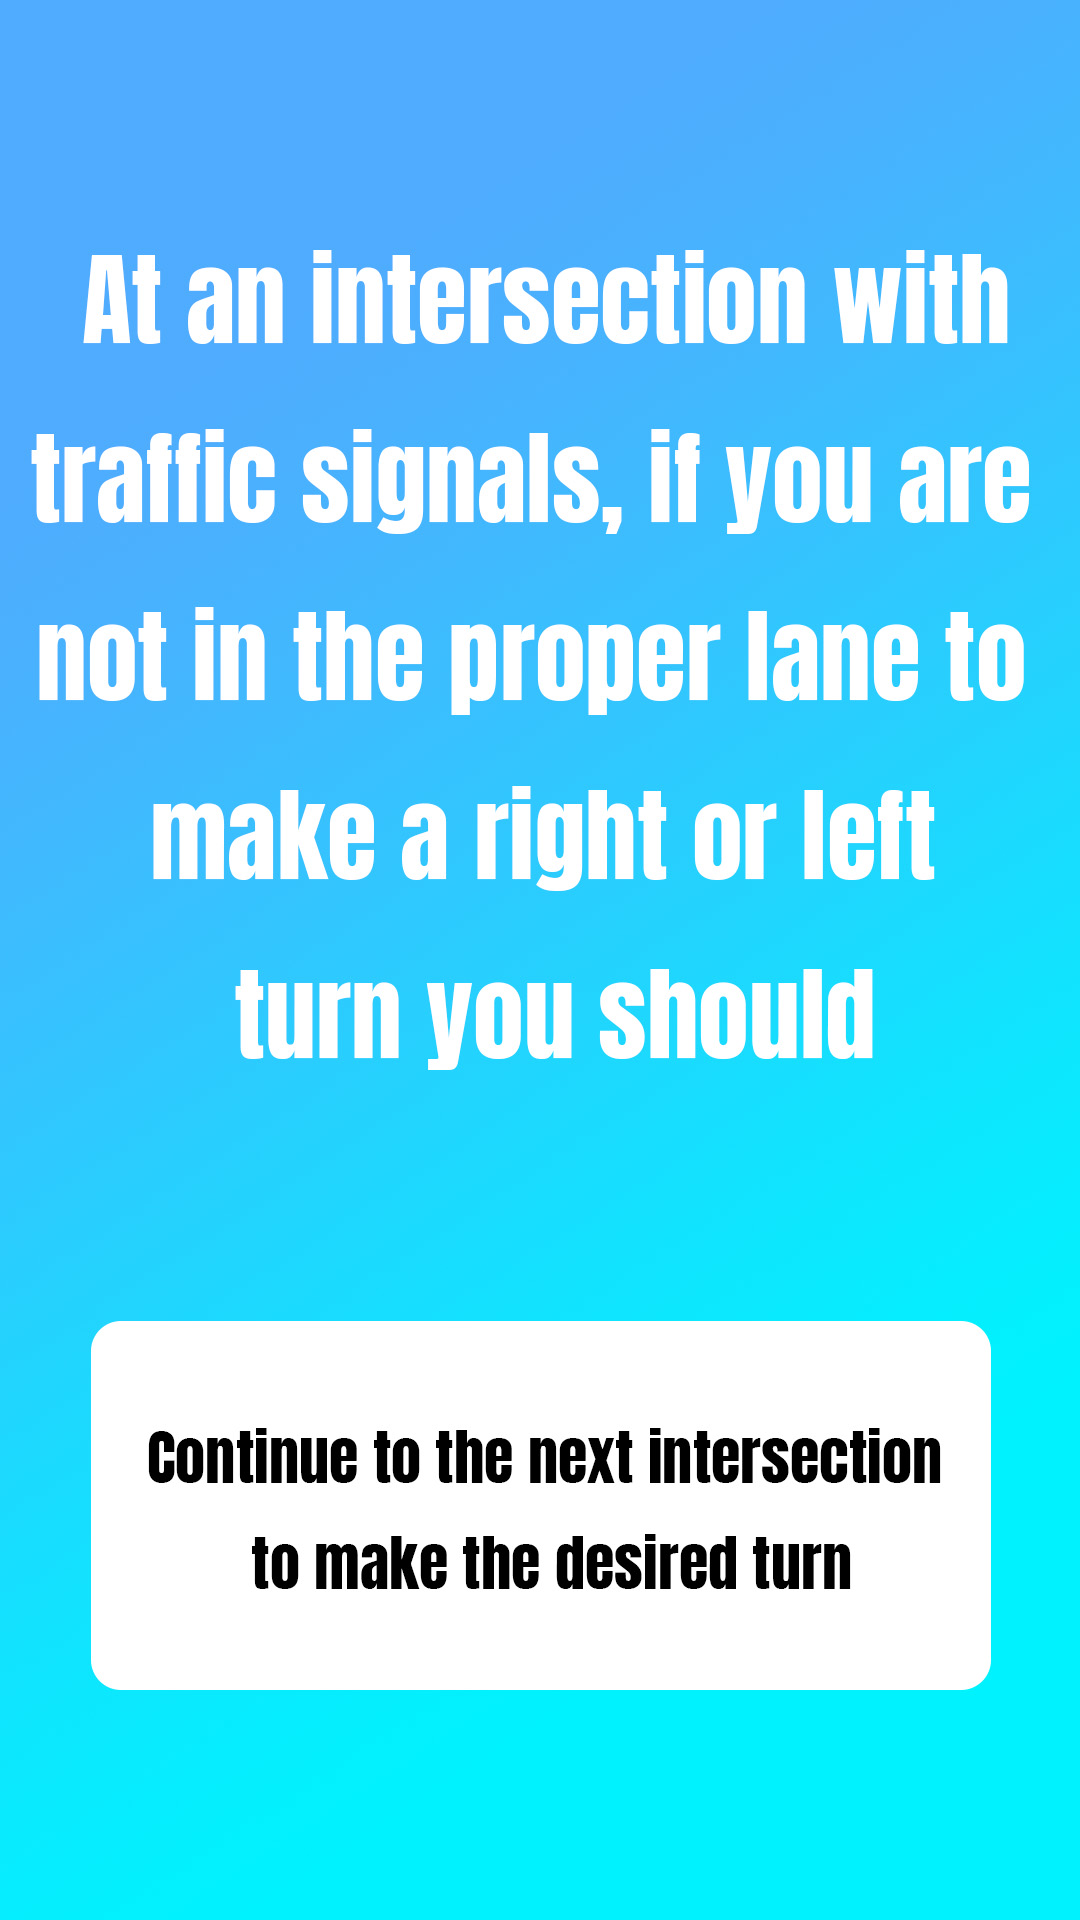 At an intersection with
traffic signals, if you are
not in the proper lane to
make a right or left
turn you should
Continue to the next intersection
to make the desired turn